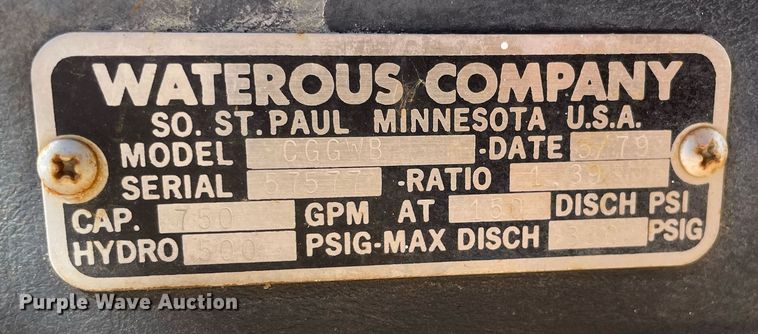 WATEROUS COMPANY
SO. ST. PAUL MINNESOTA U.S.A.
MODEL CGGWB -DATE 5/79
SERIAL 57577 -RATIO
CAP. 750 GPM AT 150 DISCH PSI
HYDRO 500 PSIG-MAX DISCH PSIG
Purple Wave Auction